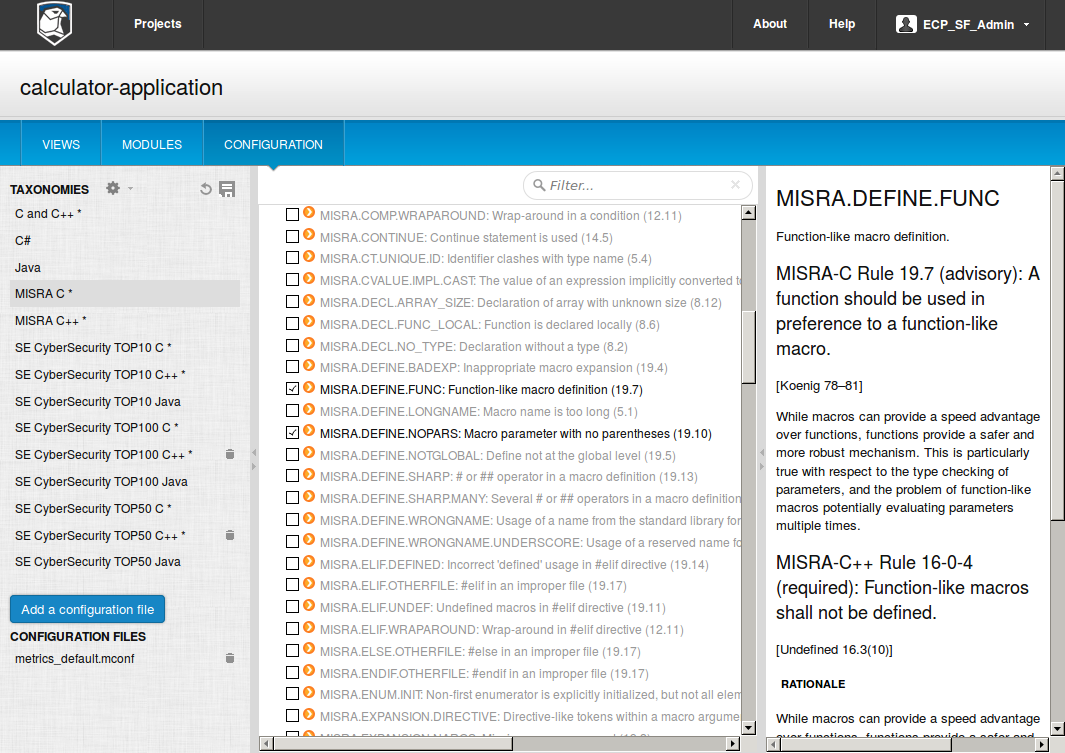 Projects
About
Help
ECP_SF_Admin
calculator-application
VIEWS
MODULES
CONFIGURATION
TAXONOMIES
C and C++ *
C#
Java
MISRA C *
MISRA C++ *
SE CyberSecurity TOP10 C *
SE CyberSecurity TOP10 C++ *
SE CyberSecurity TOP10 Java
SE CyberSecurity TOP100 C *
SE CyberSecurity TOP100 C++ *
SE CyberSecurity TOP100 Java
SE CyberSecurity TOP50 C *
SE CyberSecurity TOP50 C++ *
SE CyberSecurity TOP50 Java
Add a configuration file
CONFIGURATION FILES
metrics_default.mconf
Filter...
MISRA.COMP.WRAPAROUND: Wrap-around in a condition (12.11)
MISRA.CONTINUE: Continue statement is used (14.5)
MISRA.CT.UNIQUE.ID: Identifier clashes with type name (5.4)
MISRA.CVALUE.IMPL.CAST: The value of an expression implicitly converted t
MISRA.DECL.ARRAY_SIZE: Declaration of array with unknown size (8.12)
MISRA.DECL.FUNC_LOCAL: Function is declared locally (8.6)
MISRA.DECL.NO_TYPE: Declaration without a type (8.2)
MISRA.DEFINE.BADEXP: Inappropriate macro expansion (19.4)
MISRA.DEFINE.FUNC: Function-like macro definition (19.7)
MISRA.DEFINE.LONGNAME: Macro name is too long (5.1)
MISRA.DEFINE.NOPARS: Macro parameter with no parentheses (19.10)
MISRA.DEFINE.NOTGLOBAL: Define not at the global level (19.5)
MISRA.DEFINE.SHARP: # or ## operator in a macro definition (19.13)
MISRA.DEFINE.SHARP.MANY: Several # or ## operators in a macro definition
MISRA.DEFINE.WRONGNAME: Usage of a name from the standard library for
MISRA.DEFINE.WRONGNAME.UNDERSCORE: Usage of a reserved name fo
MISRA.ELIF.DEFINED: Incorrect 'defined' usage in #elif directive (19.14)
MISRA.ELIF.OTHERFILE: #elif in an improper file (19.17)
MISRA.ELIF.UNDEF: Undefined macros in #elif directive (19.11)
MISRA.ELIF.WRAPAROUND: Wrap-around in #elif directive (12.11)
MISRA.ELSE.OTHERFILE: #else in an improper file (19.17)
MISRA.ENDIF.OTHERFILE: #endif in an improper file (19.17)
MISRA.ENUM.INIT: Non-first enumerator is explicitly initialized, but not all elem
MISRA.EXPANSION.DIRECTIVE: Directive-like tokens within a macro argume
MISRA.DEFINE.FUNC
Function-like macro definition.
MISRA-C Rule 19.7 (advisory): A
function should be used in
preference to a function-like
macro.
[Koenig 78–81]
While macros can provide a speed advantage
over functions, functions provide a safer and
more robust mechanism. This is particularly
true with respect to the type checking of
parameters, and the problem of function-like
macros potentially evaluating parameters
multiple times.
MISRA-C++ Rule 16-0-4
(required): Function-like macros
shall not be defined.
[Undefined 16.3(10)]
RATIONALE
While macros can provide a speed advantage
over functions, functions provide a safer and